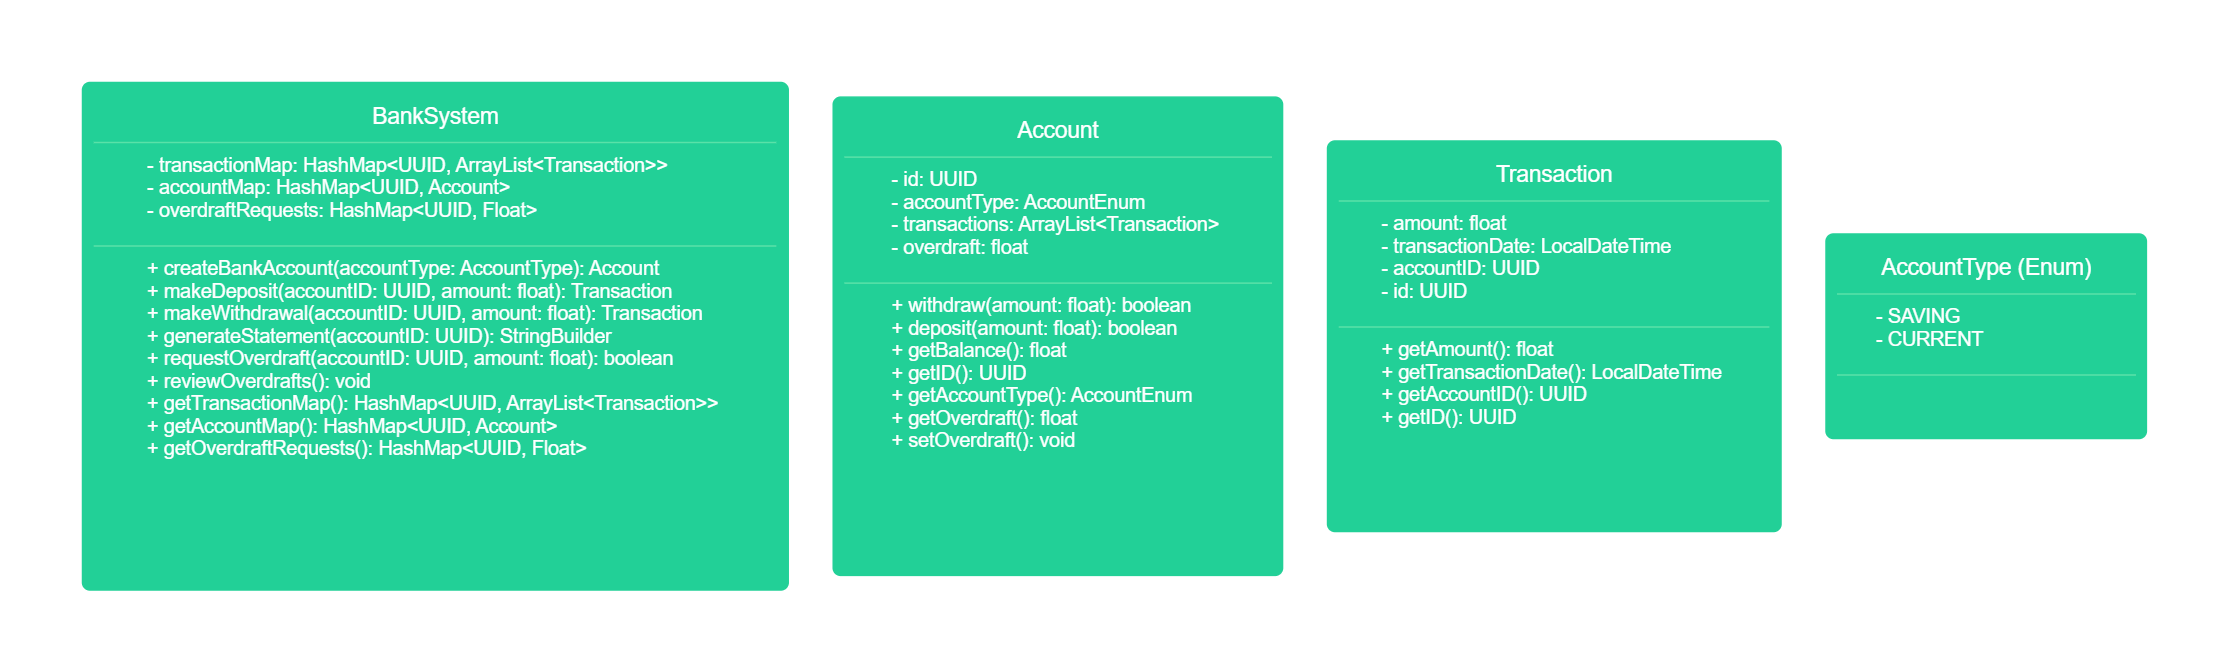 BankSystem
- transactionMap: HashMap<UUID, ArrayList<Transaction>>
- accountMap: HashMap<UUID, Account>
- overdraftRequests: HashMap<UUID, Float>
+ createBankAccount(accountType: AccountType): Account
+ makeDeposit(accountID: UUID, amount: float): Transaction
+ makeWithdrawal(accountID: UUID, amount: float): Transaction
+ generateStatement(accountID: UUID): StringBuilder
+ requestOverdraft(accountID: UUID, amount: float): boolean
+ reviewOverdrafts(): void
+ getTransactionMap(): HashMap<UUID, ArrayList<Transaction>>
+ getAccountMap(): HashMap<UUID, Account>
+ getOverdraftRequests(): HashMap<UUID, Float>
Account
- id: UUID
- accountType: AccountEnum
- transactions: ArrayList<Transaction>
- overdraft: float
+ withdraw(amount: float): boolean
+ deposit(amount: float): boolean
+ getBalance(): float
+ getID(): UUID
+ getAccountType(): AccountEnum
+ getOverdraft(): float
+ setOverdraft(): void
Transaction
- amount: float
- transactionDate: LocalDateTime
- accountID: UUID
- id: UUID
+ getAmount(): float
+ getTransactionDate(): LocalDateTime
+ getAccountID(): UUID
+ getID(): UUID
AccountType (Enum)
- SAVING
- CURRENT